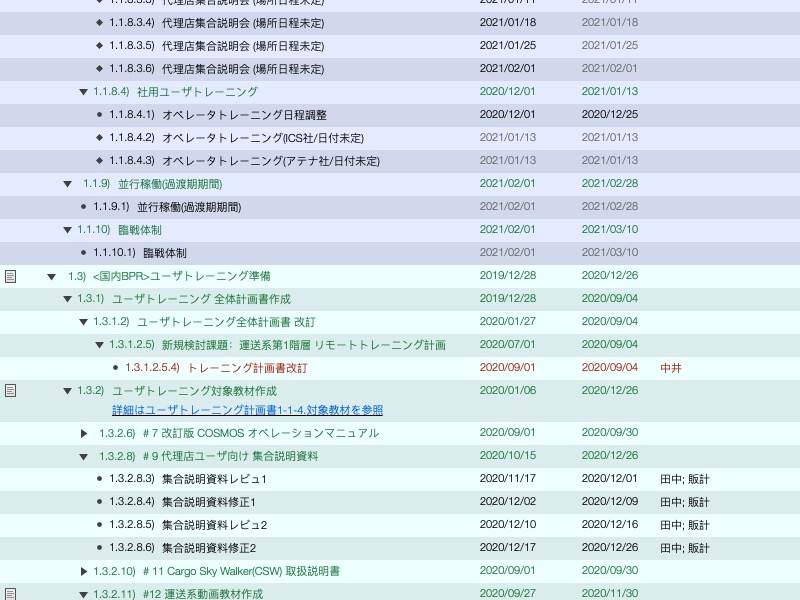 1.1.8.3.3) 代理店集合説明会 (場所日程未定) 2021/01/11 2021/01/11
1.1.8.3.4) 代理店集合説明会 (場所日程未定) 2021/01/18 2021/01/18
1.1.8.3.5) 代理店集合説明会 (場所日程未定) 2021/01/25 2021/01/25
1.1.8.3.6) 代理店集合説明会 (場所日程未定) 2021/02/01 2021/02/01
1.1.8.4) 社用ユーザトレーニング 2020/12/01 2021/01/13
1.1.8.4.1) オペレータトレーニング日程調整 2020/12/01 2020/12/25
1.1.8.4.2) オペレータトレーニング(ICS社/日付未定) 2021/01/13 2021/01/13
1.1.8.4.3) オペレータトレーニング(アテナ社/日付未定) 2021/01/13 2021/01/13
1.1.9) 並行稼働(過渡期期間) 2021/02/01 2021/02/28
1.1.9.1) 並行稼働(過渡期期間) 2021/02/01 2021/02/28
1.1.10) 臨戦体制 2021/02/01 2021/03/10
1.1.10.1) 臨戦体制 2021/02/01 2021/03/10
1.3) <国内BPR>ユーザトレーニング準備 2019/12/28 2020/12/26
1.3.1) ユーザトレーニング 全体計画書作成 2019/12/28 2020/09/04
1.3.1.2) ユーザトレーニング全体計画書 改訂 2020/01/27 2020/09/04
1.3.1.2.5) 新規検討課題：運送系第1階層 リモートトレーニング計画 2020/07/01 2020/09/04
1.3.1.2.5.4) トレーニング計画書改訂 2020/09/01 2020/09/04 中井
1.3.2) ユーザトレーニング対象教材作成 2020/01/06 2020/12/26
詳細はユーザトレーニング計画書1-1-4.対象教材を参照
1.3.2.6) ＃7 改訂版 COSMOS オペレーションマニュアル 2020/09/01 2020/09/30
1.3.2.8) ＃9 代理店ユーザ向け 集合説明資料 2020/10/15 2020/12/26
1.3.2.8.3) 集合説明資料レビュ1 2020/11/17 2020/12/01 田中; 販計
1.3.2.8.4) 集合説明資料修正1 2020/12/02 2020/12/09 田中; 販計
1.3.2.8.5) 集合説明資料レビュ2 2020/12/10 2020/12/16 田中; 販計
1.3.2.8.6) 集合説明資料修正2 2020/12/17 2020/12/26 田中; 販計
1.3.2.10) ＃11 Cargo Sky Walker(CSW) 取扱説明書 2020/09/01 2020/09/30
1.3.2.11) #12 運送系動画教材作成 2020/09/27 2020/11/30